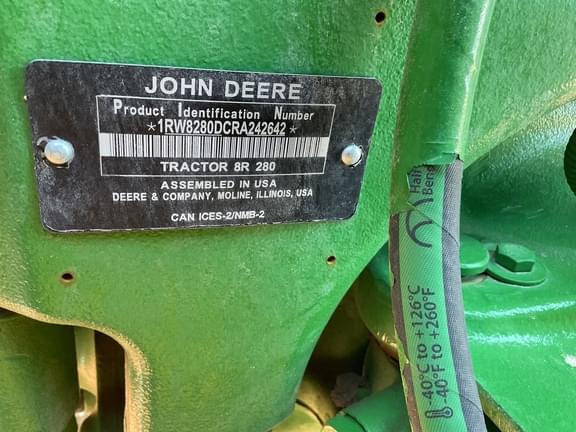 JOHN DEERE
Product Identification Number
*1RW8280DCRA242642*
TRACTOR 8R 280
ASSEMBLED IN USA
DEERE & COMPANY, MOLINE, ILLINOIS, USA
CAN ICES-2/NMB-2
-40°C to +126°C
-40°F to +260°F